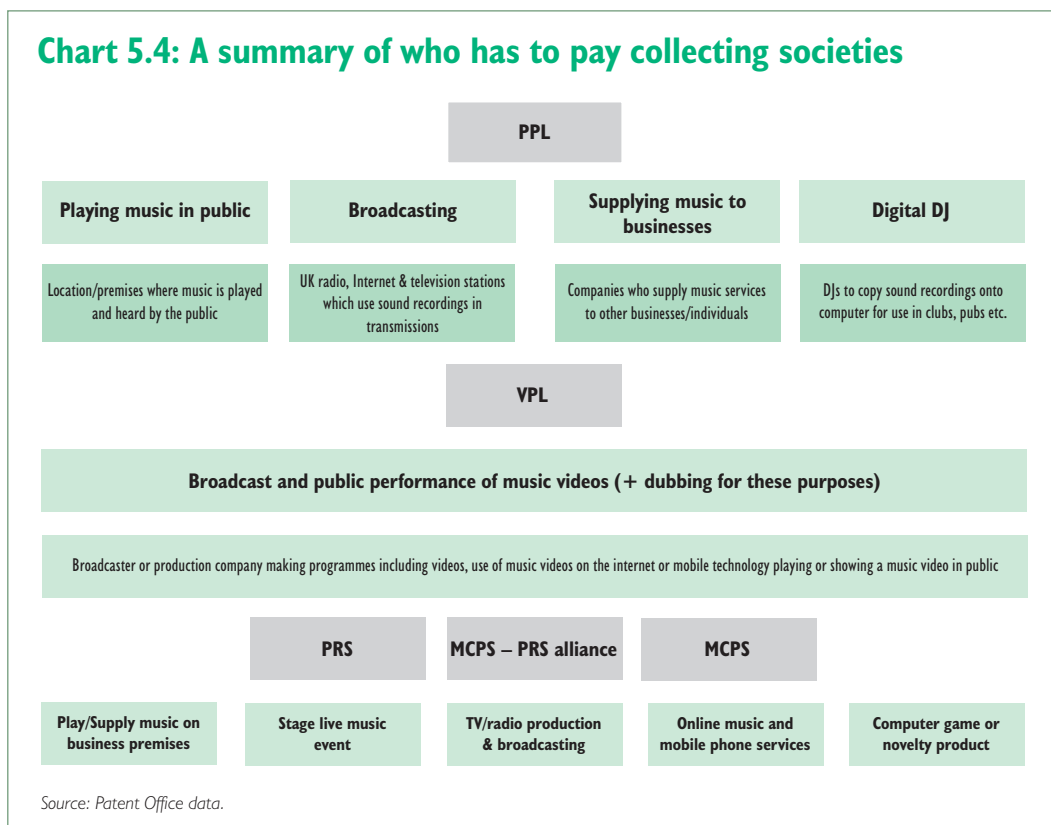 Chart 5.4: A summary of who has to pay collecting societies
PPL
Playing music in public
Broadcasting
Supplying music to
businesses
Digital DJ
Location/premises where music is played
and heard by the public
UK radio, Internet & television stations
which use sound recordings in
transmissions
Companies who supply music services
to other businesses/individuals
DJs to copy sound recordings onto
computer for use in clubs, pubs etc.
VPL
Broadcast and public performance of music videos (+ dubbing for these purposes)
Broadcaster or production company making programmes including videos, use of music videos on the internet or mobile technology playing or showing a music video in public
PRS
MCPS – PRS alliance
MCPS
Play/Supply music on
business premises
Stage live music
event
TV/radio production
& broadcasting
Online music and
mobile phone services
Computer game or
novelty product
Source: Patent Office data.